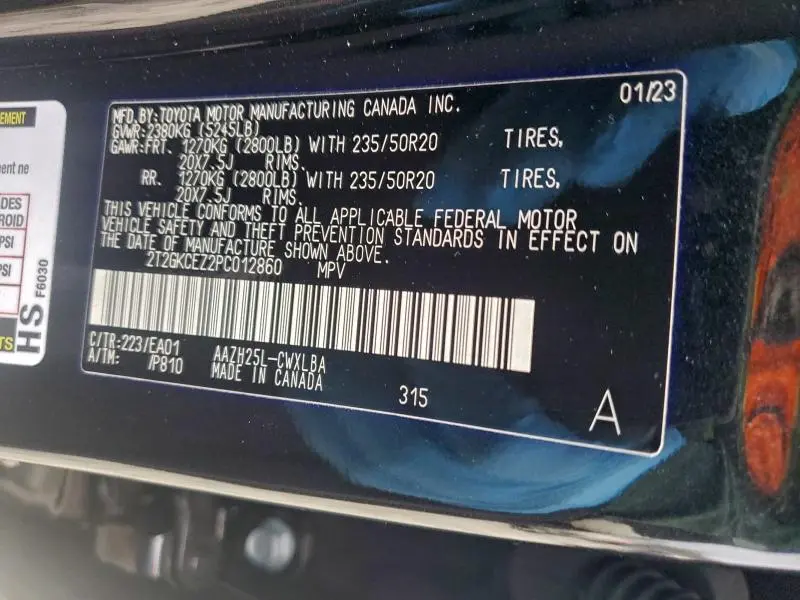 EMENT
ment ne
DES
ROID
PSI
PSI
TS
HS
F6030
MFD.BY:TOYOTA MOTOR MANUFACTURING CANADA INC. 01/23
GVWR:2380KG (5245LB)
GAWR:FRT. 1270KG (2800LB) WITH 235/50R20 TIRES,
20X7.5J RIMS.
RR. 1270KG (2800LB) WITH 235/50R20 TIRES,
20X7.5J RIMS.
THIS VEHICLE CONFORMS TO ALL APPLICABLE FEDERAL MOTOR
VEHICLE SAFETY AND THEFT PREVENTION STANDARDS IN EFFECT ON
THE DATE OF MANUFACTURE SHOWN ABOVE.
2T2GKCEZ2PC012860 MPV
C/TR:223/EA01 AAZH25L-CWXLBA
A/TM: /P810 MADE IN CANADA
315
A